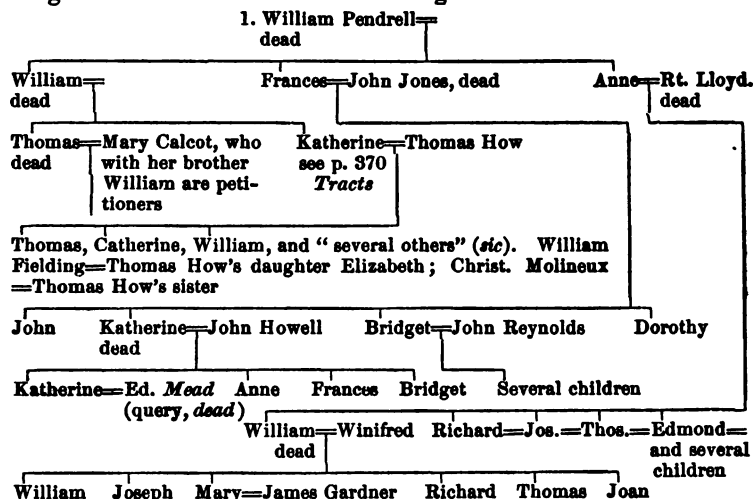 1. William Pendrell=
dead
William= Frances=John Jones, dead Anne=Rt. Lloyd.
dead dead
Thomas=Mary Calcot, who Katherine=Thomas How
dead with her brother see p. 370
William are peti- Tracts
tioners
Thomas, Catherine, William, and "several others" (sic). William
Fielding=Thomas How's daughter Elizabeth; Christ. Molineux
=Thomas How's sister
John Katherine=John Howell Bridget=John Reynolds Dorothy
dead
Katherine=Ed. Mead Anne Frances Bridget Several children
(query, dead)
William=Winifred Richard=Jos.=Thos.=Edmond=
dead and several
children
William Joseph Mary=James Gardner Richard Thomas Joan